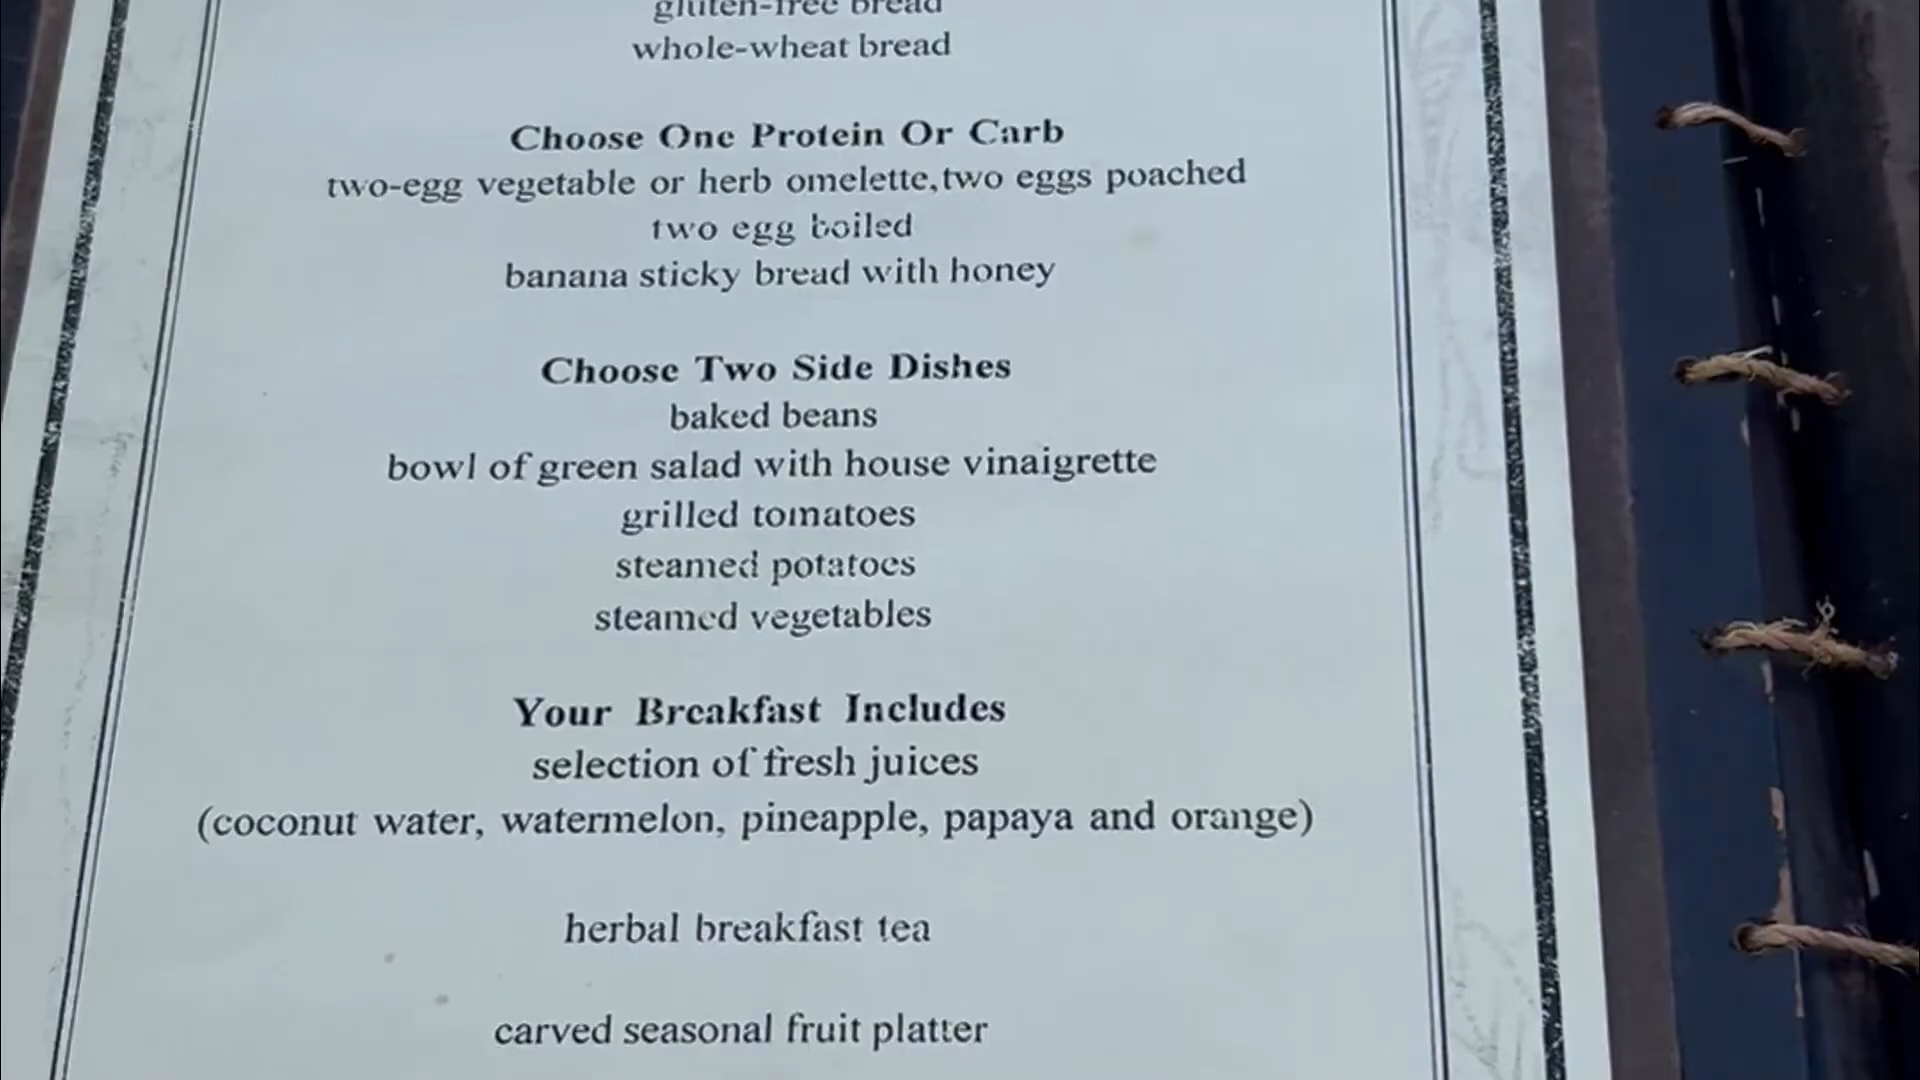 gluten-free bread
whole-wheat bread
Choose One Protein Or Carb
two-egg vegetable or herb omelette,two eggs poached
two egg boiled
banana sticky bread with honey
Choose Two Side Dishes
baked beans
bowl of green salad with house vinaigrette
grilled tomatoes
steamed potatoes
steamed vegetables
Your Breakfast Includes
selection of fresh juices
(coconut water, watermelon, pineapple, papaya and orange)
herbal breakfast tea
carved seasonal fruit platter